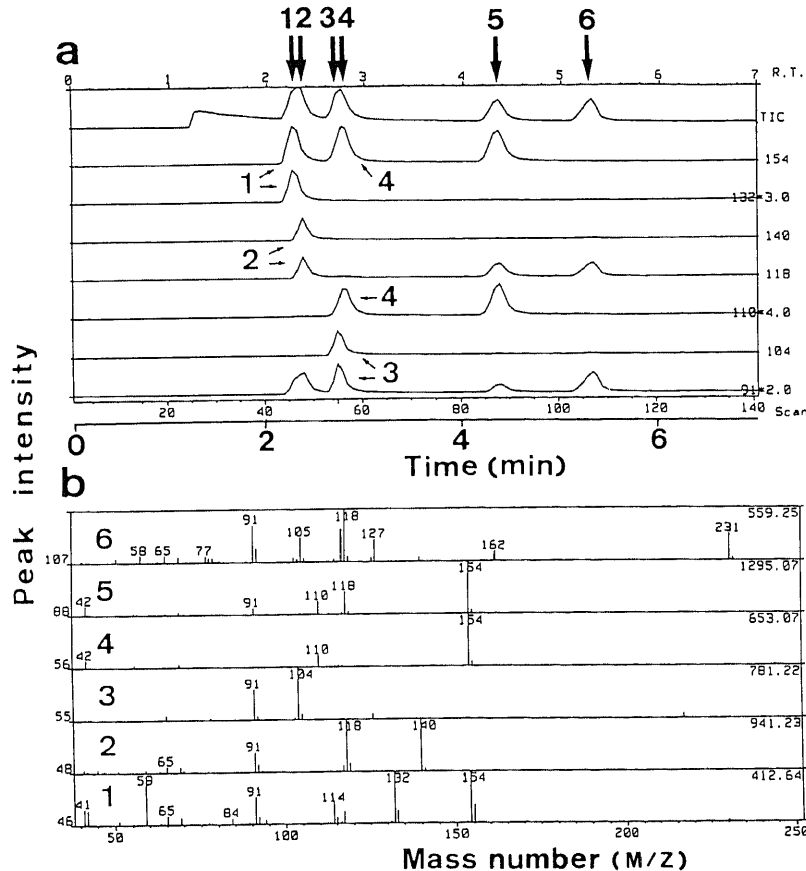 12 34 5 6
a
0 2 3 4 5 6 7 R.T.
TIC
154
1 4
132*3.0
140
2
118
4
110*4.0
104
3
91*2.0
20 40 60 80 100 120 140 Scan
0 2 4 6
Time (min)
Peak intensity
b
559.25
91 118
6 105 127 231
58 65 77 162
107
1295.07
154
5 118
42 91 110
88
653.07
154
4 110
42
56
781.22
104
3 91
55
941.23
118 140
2 91
65
48
412.64
58 132 154
1 91 114
41 65 84
46
50 100 150 200 250
Mass number (M/Z)